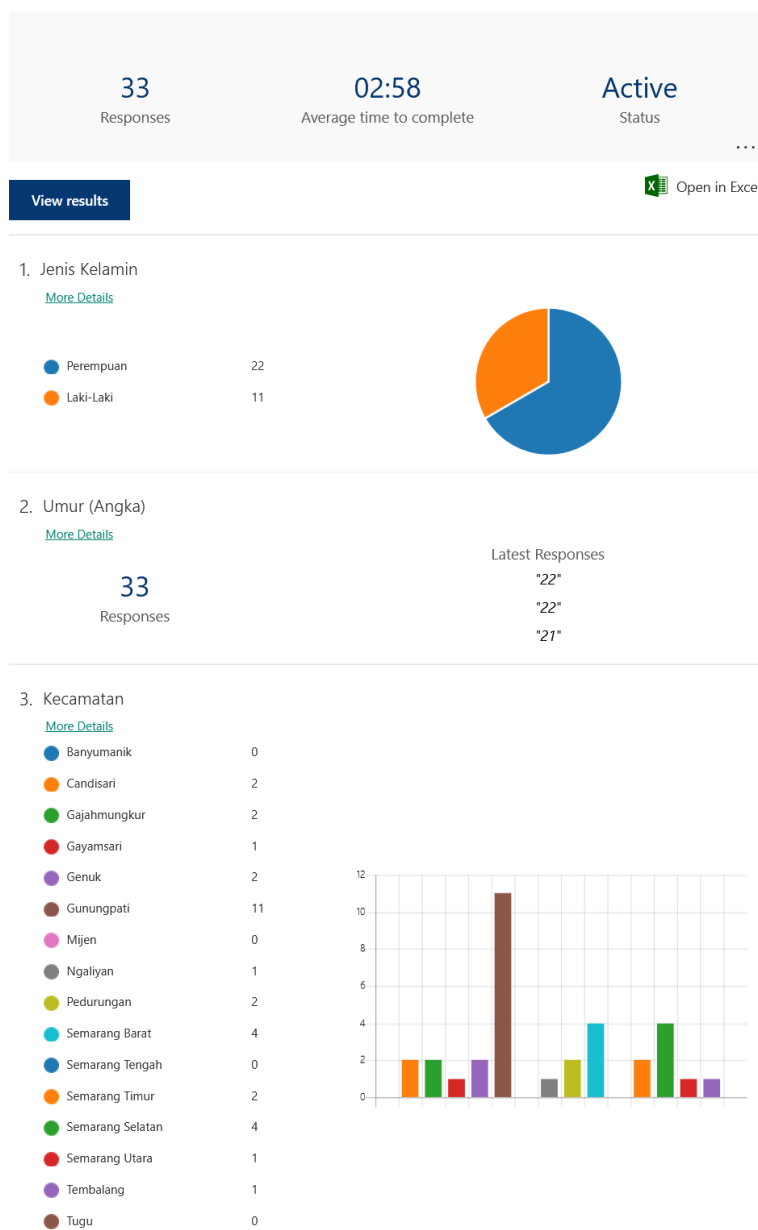 33
Responses
02:58
Average time to complete
Active
Status
...
View results
Open in Exce
1. Jenis Kelamin
More Details
Perempuan 22
Laki-Laki 11
2. Umur (Angka)
More Details
33
Responses
Latest Responses
"22"
"22"
"21"
3. Kecamatan
More Details
Banyumanik 0
Candisari 2
Gajahmungkur 2
Gayamsari 1
Genuk 2
Gunungpati 11
Mijen 0
Ngaliyan 1
Pedurungan 2
Semarang Barat 4
Semarang Tengah 0
Semarang Timur 2
Semarang Selatan 4
Semarang Utara 1
Tembalang 1
Tugu 0
12
10
8
6
4
2
0